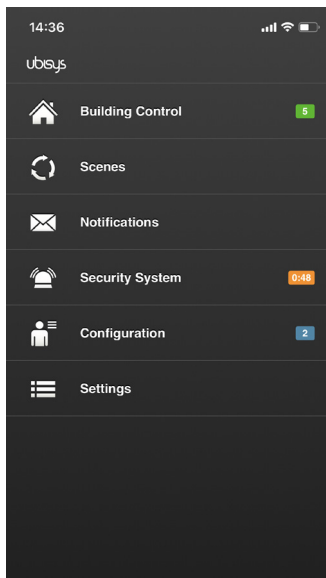 14:36
ubisys
Building Control 5
Scenes
Notifications
Security System 0:48
Configuration 2
Settings